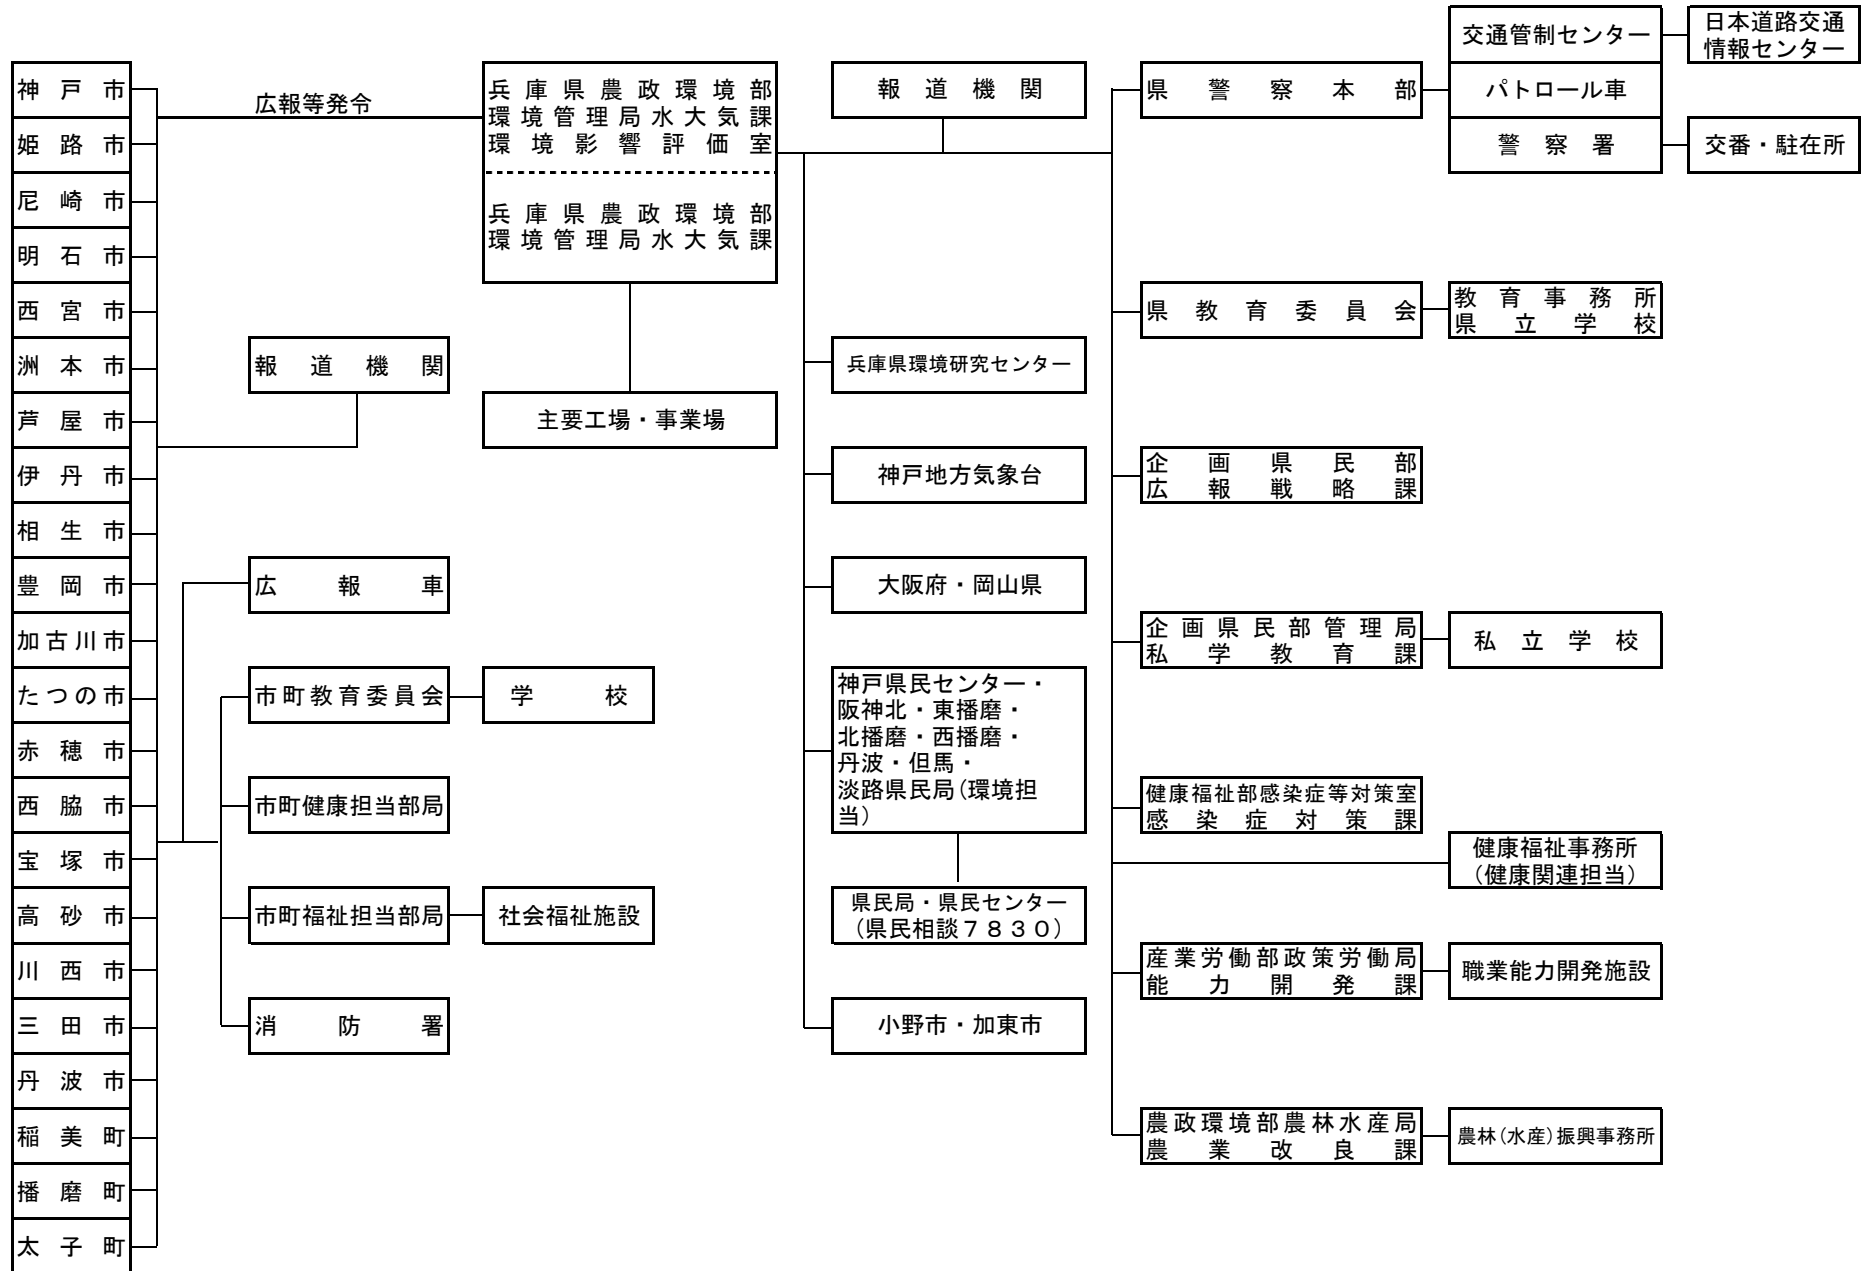 神戸市
姫路市
尼崎市
明石市
西宮市
洲本市
芦屋市
伊丹市
相生市
豊岡市
加古川市
たつの市
赤穂市
西脇市
宝塚市
高砂市
川西市
三田市
丹波市
稲美町
播磨町
太子町
広報等発令
報道機関
広報車
市町教育委員会
学校
市町健康担当部局
市町福祉担当部局
社会福祉施設
消防署
兵庫県農政環境部
環境管理局水大気課
環境影響評価室
兵庫県農政環境部
環境管理局水大気課
主要工場・事業場
報道機関
兵庫県環境研究センター
神戸地方気象台
大阪府・岡山県
神戸県民センター・
阪神北・東播磨・
北播磨・西播磨・
丹波・但馬・
淡路県民局(環境担
当)
県民局・県民センター
(県民相談7830)
小野市・加東市
県警察本部
交通管制センター
日本道路交通
情報センター
パトロール車
警察署
交番・駐在所
県教育委員会
教育事務所
県立学校
企画県民部
広報戦略課
企画県民部管理局
私学教育課
私立学校
健康福祉部感染症等対策室
感染症対策課
健康福祉事務所
(健康関連担当)
産業労働部政策労働局
能力開発課
職業能力開発施設
農政環境部農林水産局
農業改良課
農林(水産)振興事務所